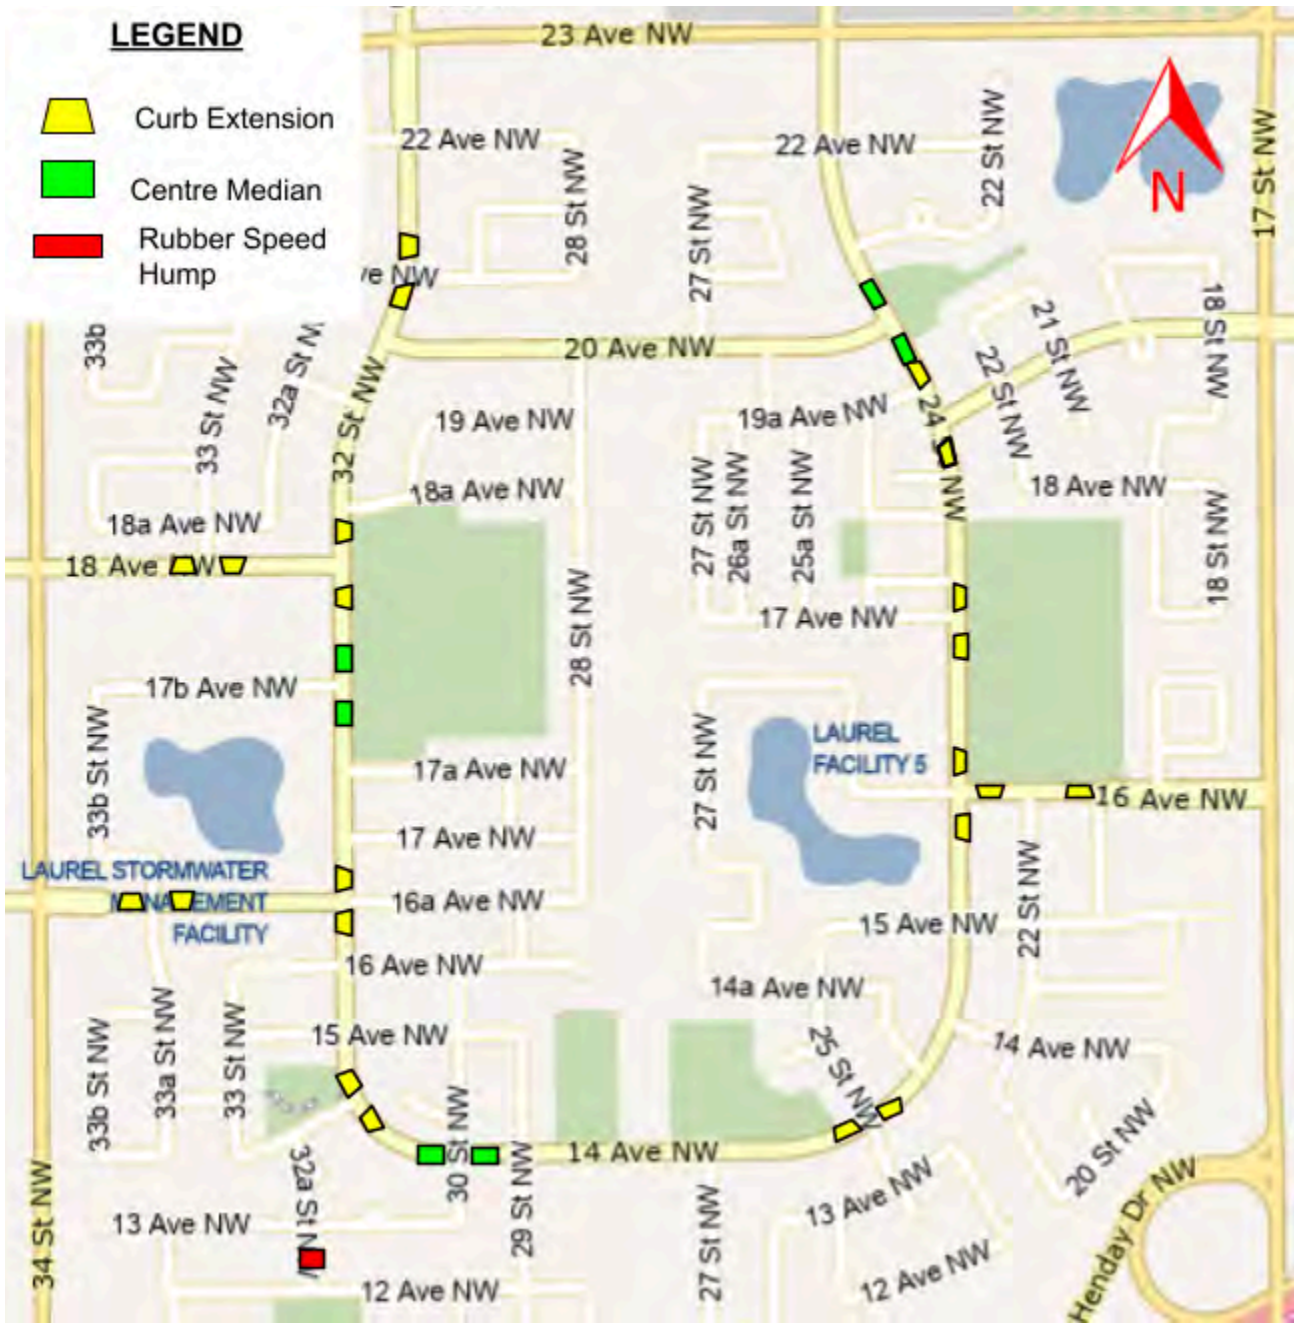 LEGEND
Curb Extension
Centre Median
Rubber Speed
Hump
23 Ave NW
22 Ave NW
22 Ave NW
22 St NW
17 St NW
N
28 St NW
27 St NW
ve NW
33b
32a St N
33 St NW
32 St NW
20 Ave NW
21 St NW
22 St NW
18 St NW
19 Ave NW
19a Ave NW
24
NW
18a Ave NW
18a Ave NW
18 Ave NW
18 Ave
W
27 St NW
26a St NW
25a St NW
18 St NW
28 St NW
17 Ave NW
17b Ave NW
33b St NW
27 St NW
LAUREL
FACILITY 5
17a Ave NW
16 Ave NW
17 Ave NW
LAUREL STORMWATER
MANAGEMENT
FACILITY
16a Ave NW
22 St NW
15 Ave NW
16 Ave NW
14a Ave NW
33b St NW
33a St NW
33 St NW
15 Ave NW
25 St NW
14 Ave NW
30 St NW
29 St NW
14 Ave NW
20 St NW
34 St NW
32a St N
13 Ave NW
13 Ave NW
27 St NW
12 Ave NW
12 Ave NW
Henday Dr NW